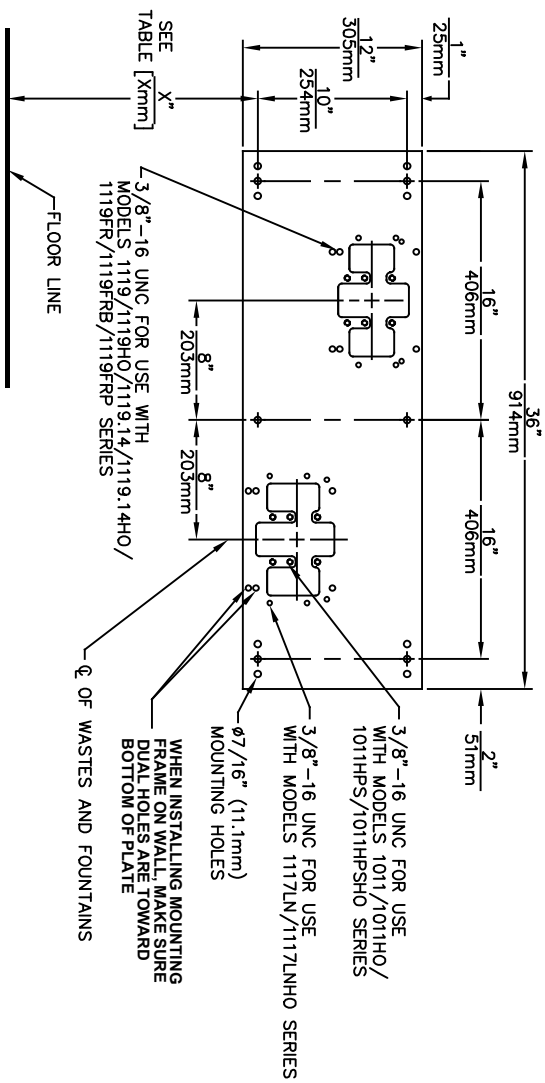 36"
914mm
16"
406mm
16"
406mm
2"
51mm
1"
25mm
12"
305mm
10"
254mm
X"
[Xmm]
SEE
TABLE
8"
203mm
8"
203mm
3/8"-16 UNC FOR USE WITH
MODELS 1119/1119HO/1119.14/1119.14HO/
1119FR/1119FRB/1119FRP SERIES
FLOOR LINE
3/8"-16 UNC FOR USE
WITH MODELS 1011/1011HO/
1011HPS/1011HPSHO SERIES
3/8"-16 UNC FOR USE
WITH MODELS 1117LN/1117LNHO SERIES
ø7/16" (11.1mm)
MOUNTING HOLES
WHEN INSTALLING MOUNTING
FRAME ON WALL, MAKE SURE
DUAL HOLES ARE TOWARD
BOTTOM OF PLATE
℄ OF WASTES AND FOUNTAINS